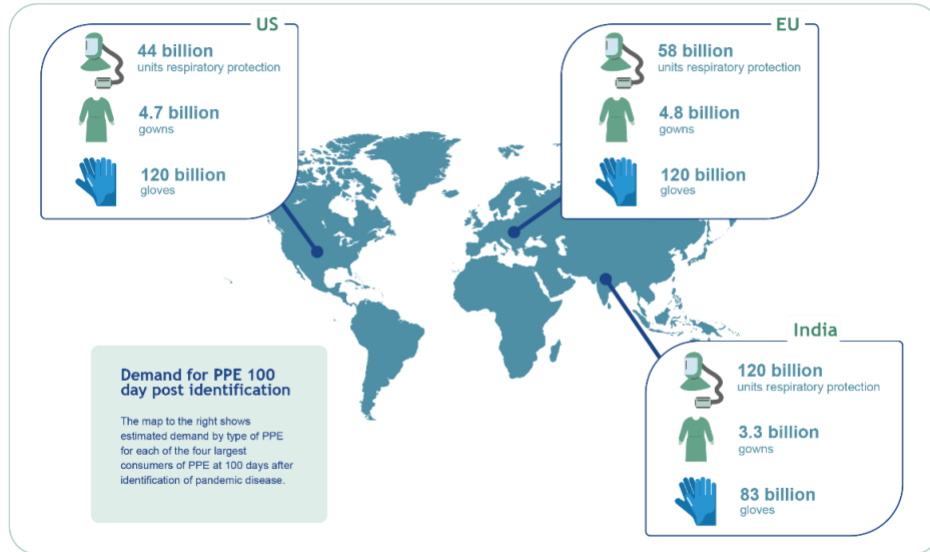 US
44 billion
units respiratory protection
4.7 billion
gowns
120 billion
gloves
EU
58 billion
units respiratory protection
4.8 billion
gowns
120 billion
gloves
India
120 billion
units respiratory protection
3.3 billion
gowns
83 billion
gloves
Demand for PPE 100
day post identification
The map to the right shows
estimated demand by type of PPE
for each of the four largest
consumers of PPE at 100 days after
identification of pandemic disease.